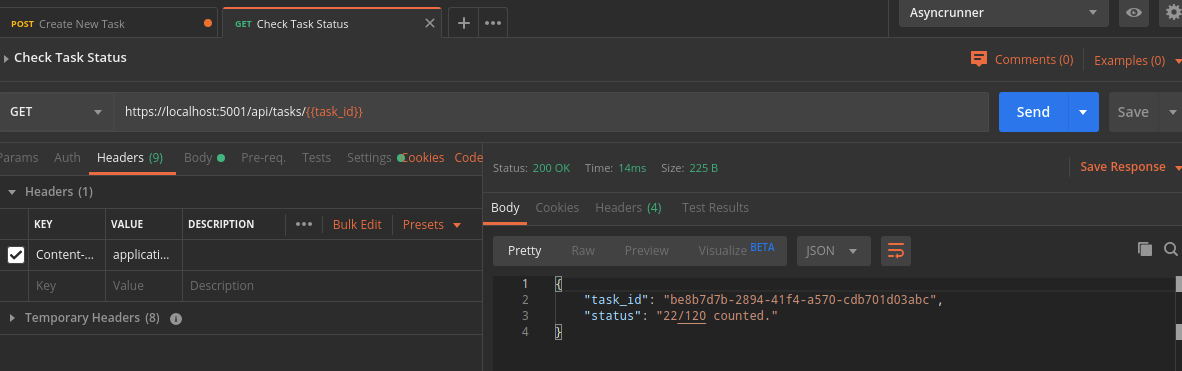 POST Create New Task GET Check Task Status Asyncrunner
Check Task Status Comments (0) Examples (0)
GET https://localhost:5001/api/tasks/{{task_id}} Send Save
Params Auth Headers (9) Body Pre-req. Tests Settings Cookies Code
Status: 200 OK Time: 14ms Size: 225 B Save Response
Headers (1)
Body Cookies Headers (4) Test Results
KEY VALUE DESCRIPTION Bulk Edit Presets
Content-... applicati...
Key Value Description
Temporary Headers (8)
Pretty Raw Preview Visualize BETA JSON
1 {
2 "task_id": "be8b7d7b-2894-41f4-a570-cdb701d03abc",
3 "status": "22/120 counted."
4 }